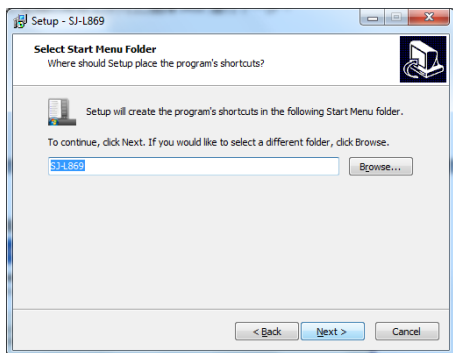 Setup - SJ-L869
Select Start Menu Folder
Where should Setup place the program's shortcuts?
Setup will create the program's shortcuts in the following Start Menu folder.
To continue, click Next. If you would like to select a different folder, click Browse.
SJ-L869
Browse...
< Back
Next >
Cancel